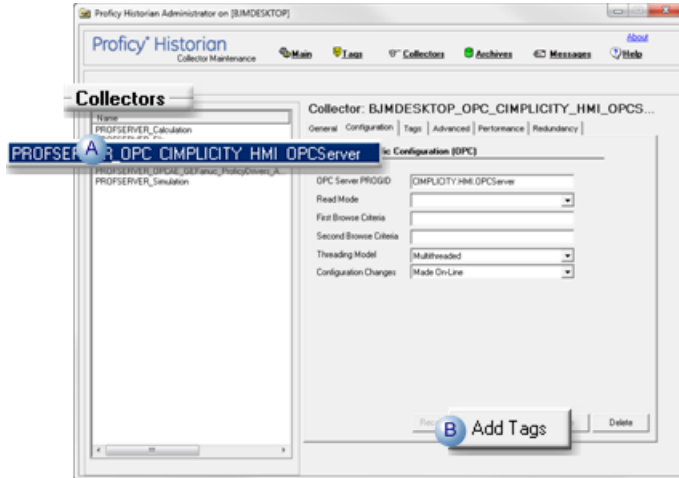 Proficy Historian Administrator on [BJMDESKTOP]
Proficy* Historian
Collector Maintenance
Main Tags Collectors Archives Messages Help
About
Collectors
Collector: BJMDESKTOP_OPC_CIMPLICITY_HMI_OPCS...
Name
General Configuration Tags Advanced Performance Redundancy
PROFSERVER_Calculation
A
PROFSERVER_OPC_CIMPLICITY_HMI_OPCServer
Configuration (OPC)
PROFSERVER_OPCAE_GEFanuc_ProficyDrivers_A...
PROFSERVER_Simulation
OPC Server PROGID CIMPLICITY.HMI.OPCServer
Read Mode
First Browse Criteria
Second Browse Criteria
Threading Model Multithreaded
Configuration Changes Made On-Line
B Add Tags
Delete